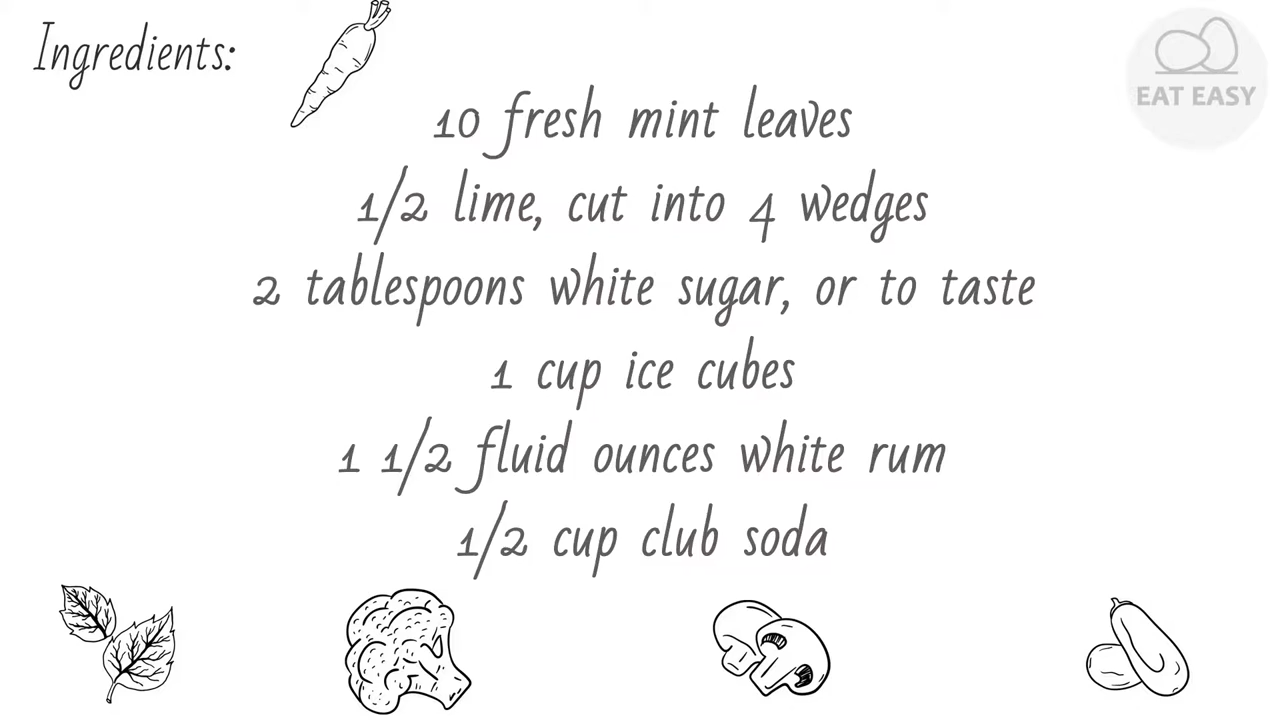 Ingredients:
EAT EASY
10 fresh mint leaves
1/2 lime, cut into 4 wedges
2 tablespoons white sugar, or to taste
1 cup ice cubes
1 1/2 fluid ounces white rum
1/2 cup club soda